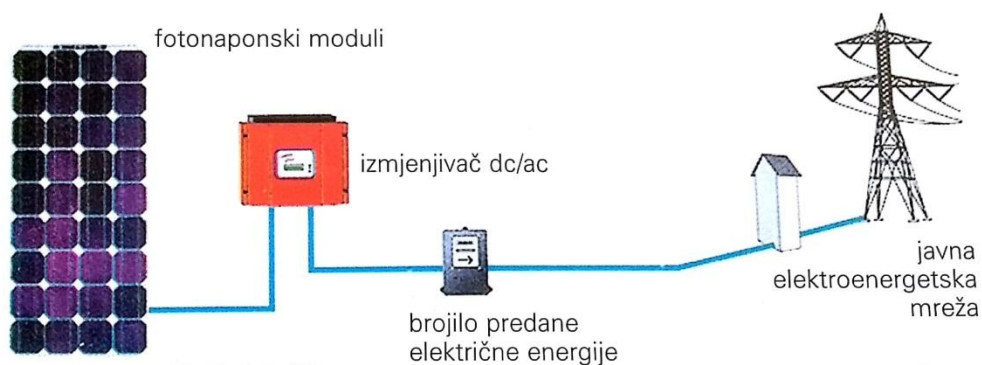 fotonaponski moduli
izmjenjivač dc/ac
brojilo predane
električne energije
javna
elektroenergetska
mreža